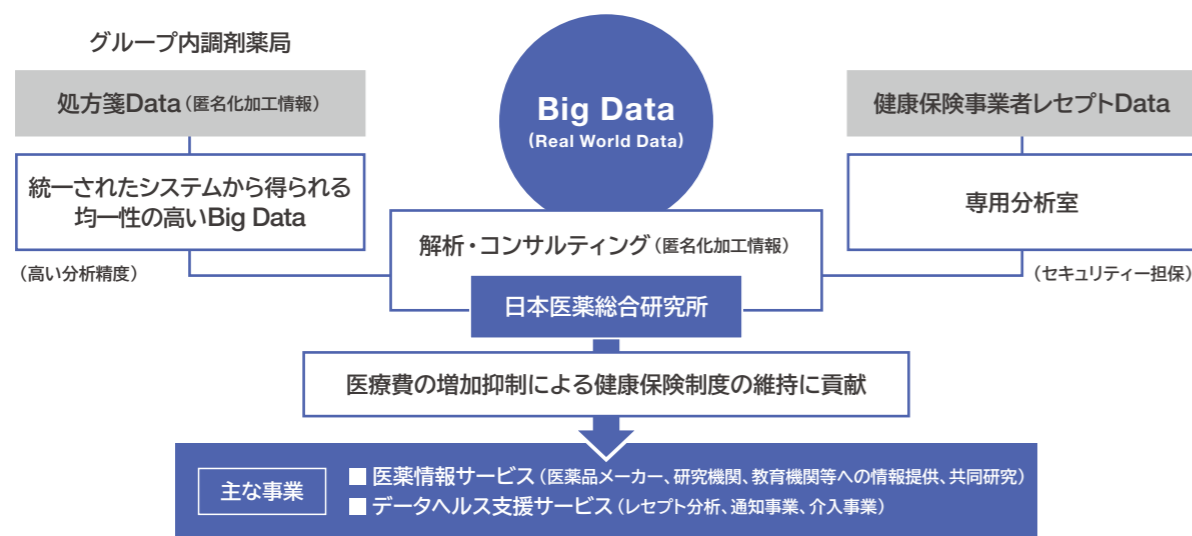 グループ内調剤薬局
処方箋Data(匿名化加工情報)
統一されたシステムから得られる
均一性の高いBig Data
(高い分析精度)
Big Data
(Real World Data)
健康保険事業者レセプトData
専用分析室
(セキュリティー担保)
解析・コンサルティング(匿名化加工情報)
日本医薬総合研究所
医療費の増加抑制による健康保険制度の維持に貢献
主な事業
■ 医薬情報サービス(医薬品メーカー、研究機関、教育機関等への情報提供、共同研究)
■ データヘルス支援サービス(レセプト分析、通知事業、介入事業)